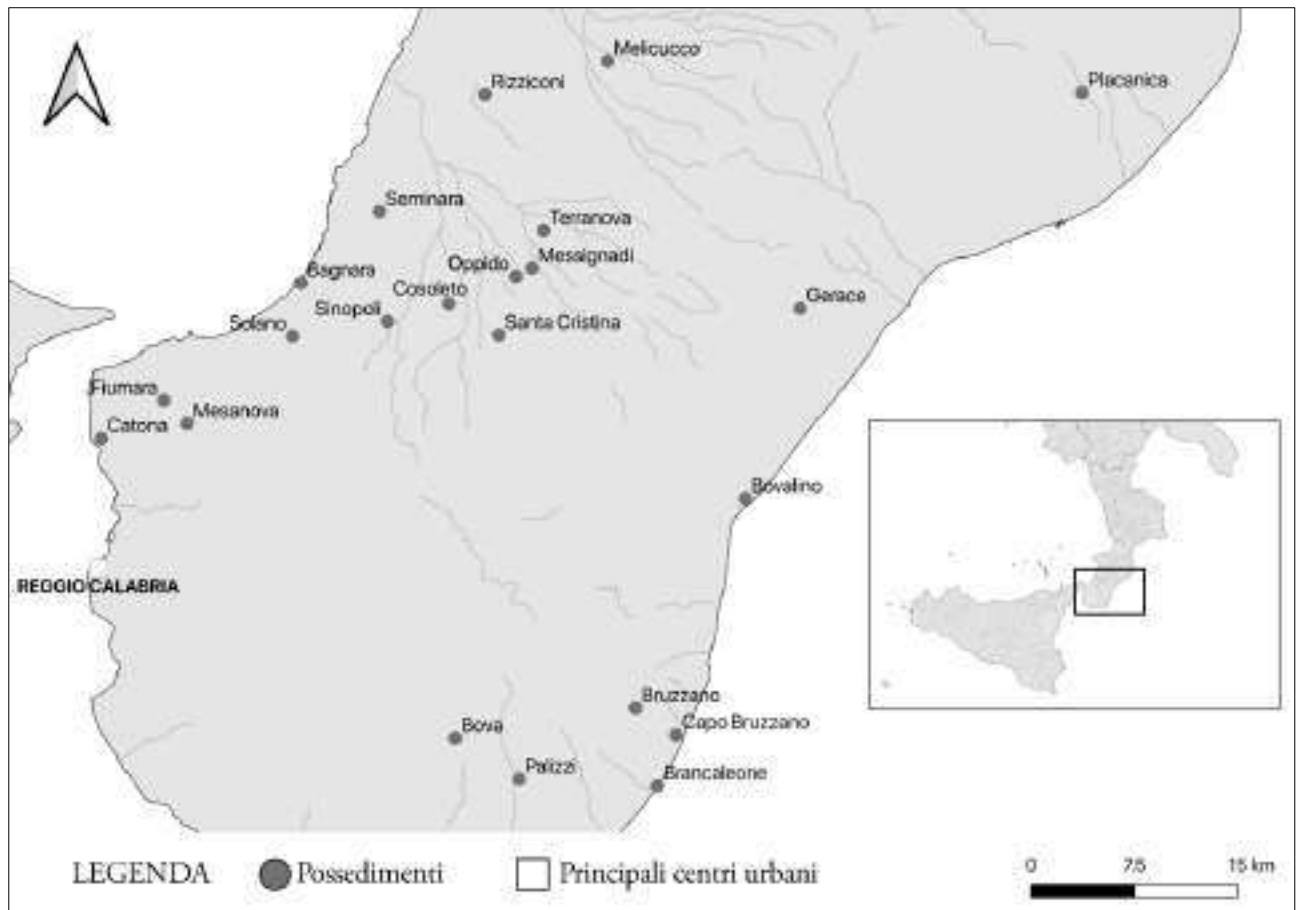 Melicucco
Rizziconi
Placanica
Seminara
Terranova
Oppido
Messignadi
Bagnara
Cosoleto
Gerace
Sinopoli
Solano
Santa Cristina
Fiumara
Mesanova
Catona
Bovalino
REGGIO CALABRIA
Bruzzano
Capo Bruzzano
Bova
Palizzi
Brancaleone
LEGENDA
Possedimenti
Principali centri urbani
0 7.5 15 km